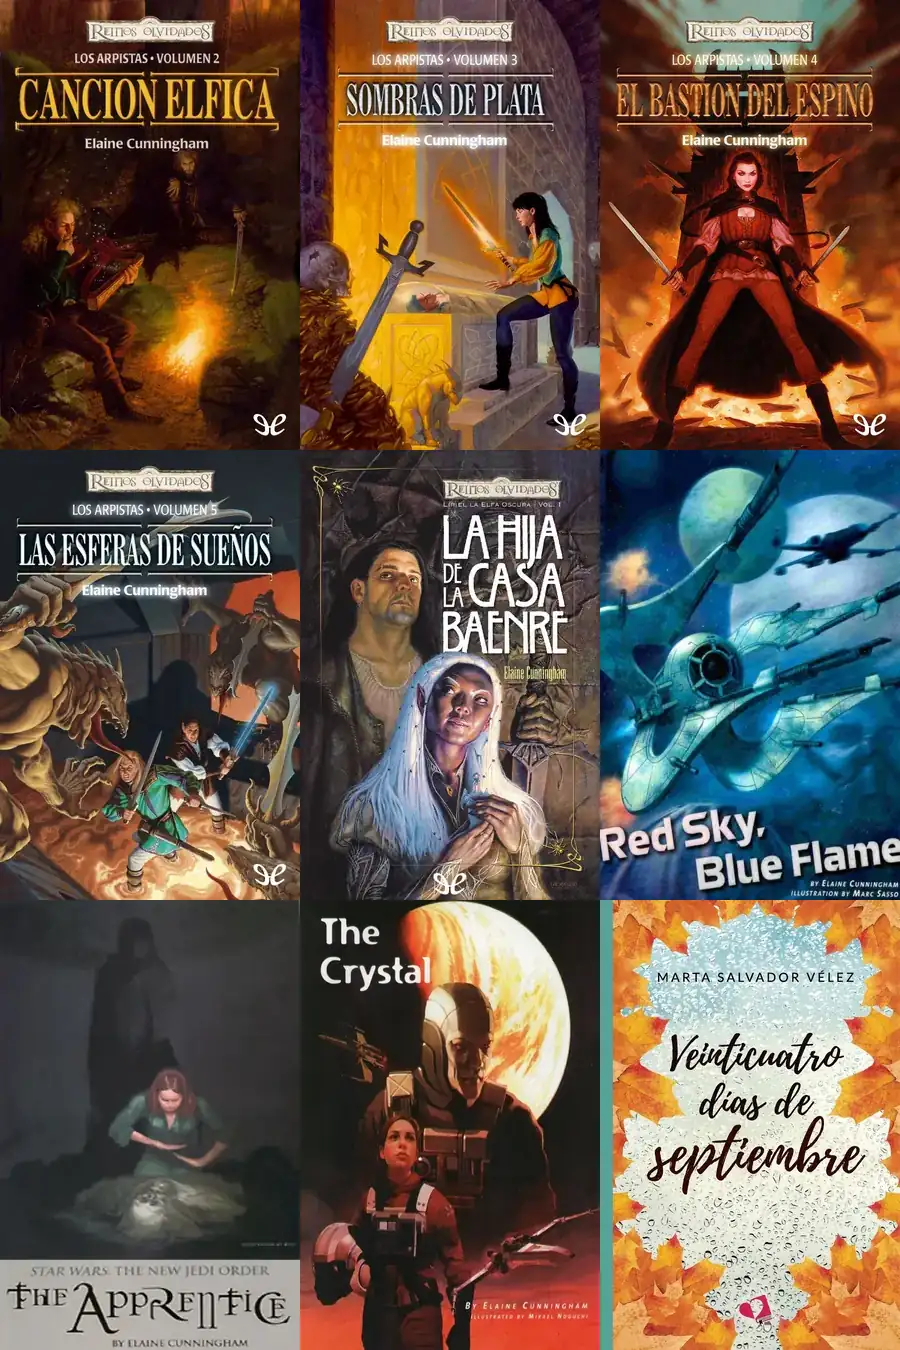 REINOS OLVIDADOS
LOS ARPISTAS • VOLUMEN 2
CANCION ELFICA
Elaine Cunningham
REINOS OLVIDADOS
LOS ARPISTAS • VOLUMEN 3
SOMBRAS DE PLATA
Elaine Cunningham
REINOS OLVIDADOS
LOS ARPISTAS • VOLUMEN 4
EL BASTION DEL ESPINO
Elaine Cunningham
REINOS OLVIDADOS
LOS ARPISTAS • VOLUMEN 5
LAS ESFERAS DE SUEÑOS
Elaine Cunningham
REINOS OLVIDADOS
LIRIEL LA ELFA OSCURA · VOL. 1
LA HIJA
DE LA CASA
BAENRE
Elaine Cunningham
Red Sky,
Blue Flame
BY ELAINE CUNNINGHAM
ILLUSTRATION BY MARC SASSO
STAR WARS: THE NEW JEDI ORDER
THE APPRENTICE
BY ELAINE CUNNINGHAM
The
Crystal
BY ELAINE CUNNINGHAM
ILLUSTRATED BY MIKAEL NOGUCHI
MARTA SALVADOR VÉLEZ
Veinticuatro
días de
septiembre